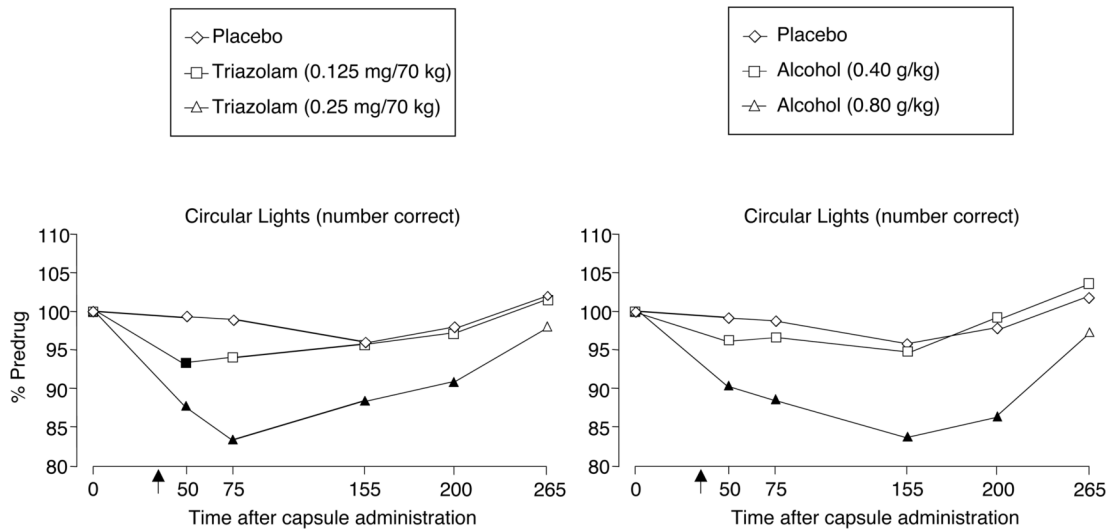 Placebo
Triazolam (0.125 mg/70 kg)
Triazolam (0.25 mg/70 kg)
Placebo
Alcohol (0.40 g/kg)
Alcohol (0.80 g/kg)
Circular Lights (number correct)
110
105
100
95
90
85
80
% Predrug
0 50 75 155 200 265
Time after capsule administration
Circular Lights (number correct)
110
105
100
95
90
85
80
0 50 75 155 200 265
Time after capsule administration